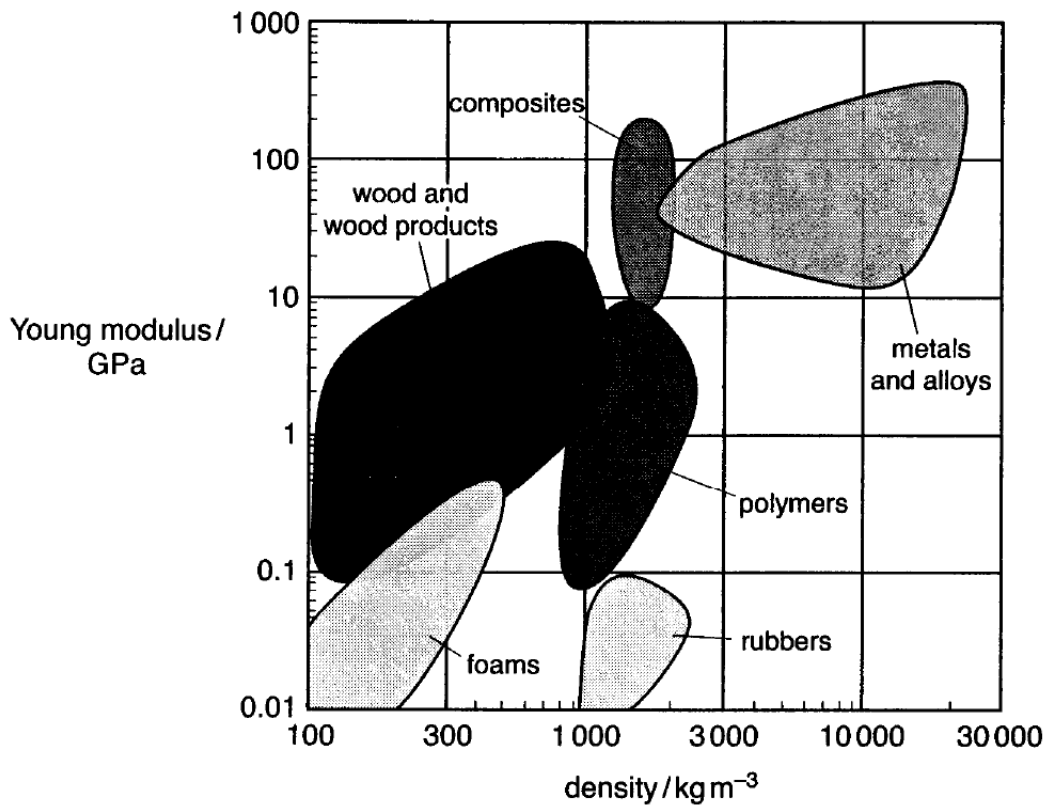 1 000
composites
100
wood and
wood products
10
Young modulus /
GPa
metals
and alloys
1
polymers
0.1
rubbers
foams
0.01
100
300
1 000
3 000
10 000
30 000
density / kg m⁻³